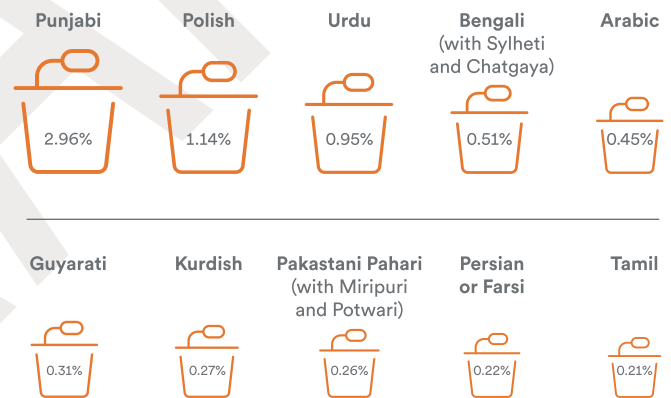 Punjabi
Polish
Urdu
Bengali
(with Sylheti
and Chatgaya)
Arabic
2.96%
1.14%
0.95%
0.51%
0.45%
Guyarati
Kurdish
Pakastani Pahari
(with Miripuri
and Potwari)
Persian
or Farsi
Tamil
0.31%
0.27%
0.26%
0.22%
0.21%